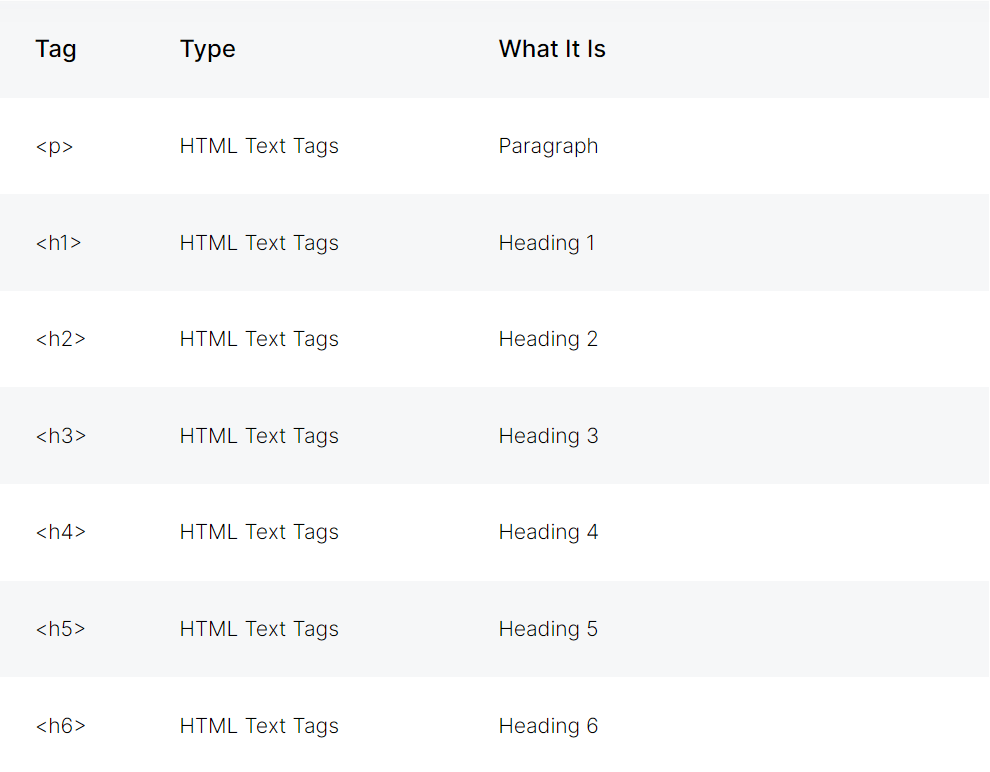 Tag Type What It Is
<p> HTML Text Tags Paragraph
<h1> HTML Text Tags Heading 1
<h2> HTML Text Tags Heading 2
<h3> HTML Text Tags Heading 3
<h4> HTML Text Tags Heading 4
<h5> HTML Text Tags Heading 5
<h6> HTML Text Tags Heading 6